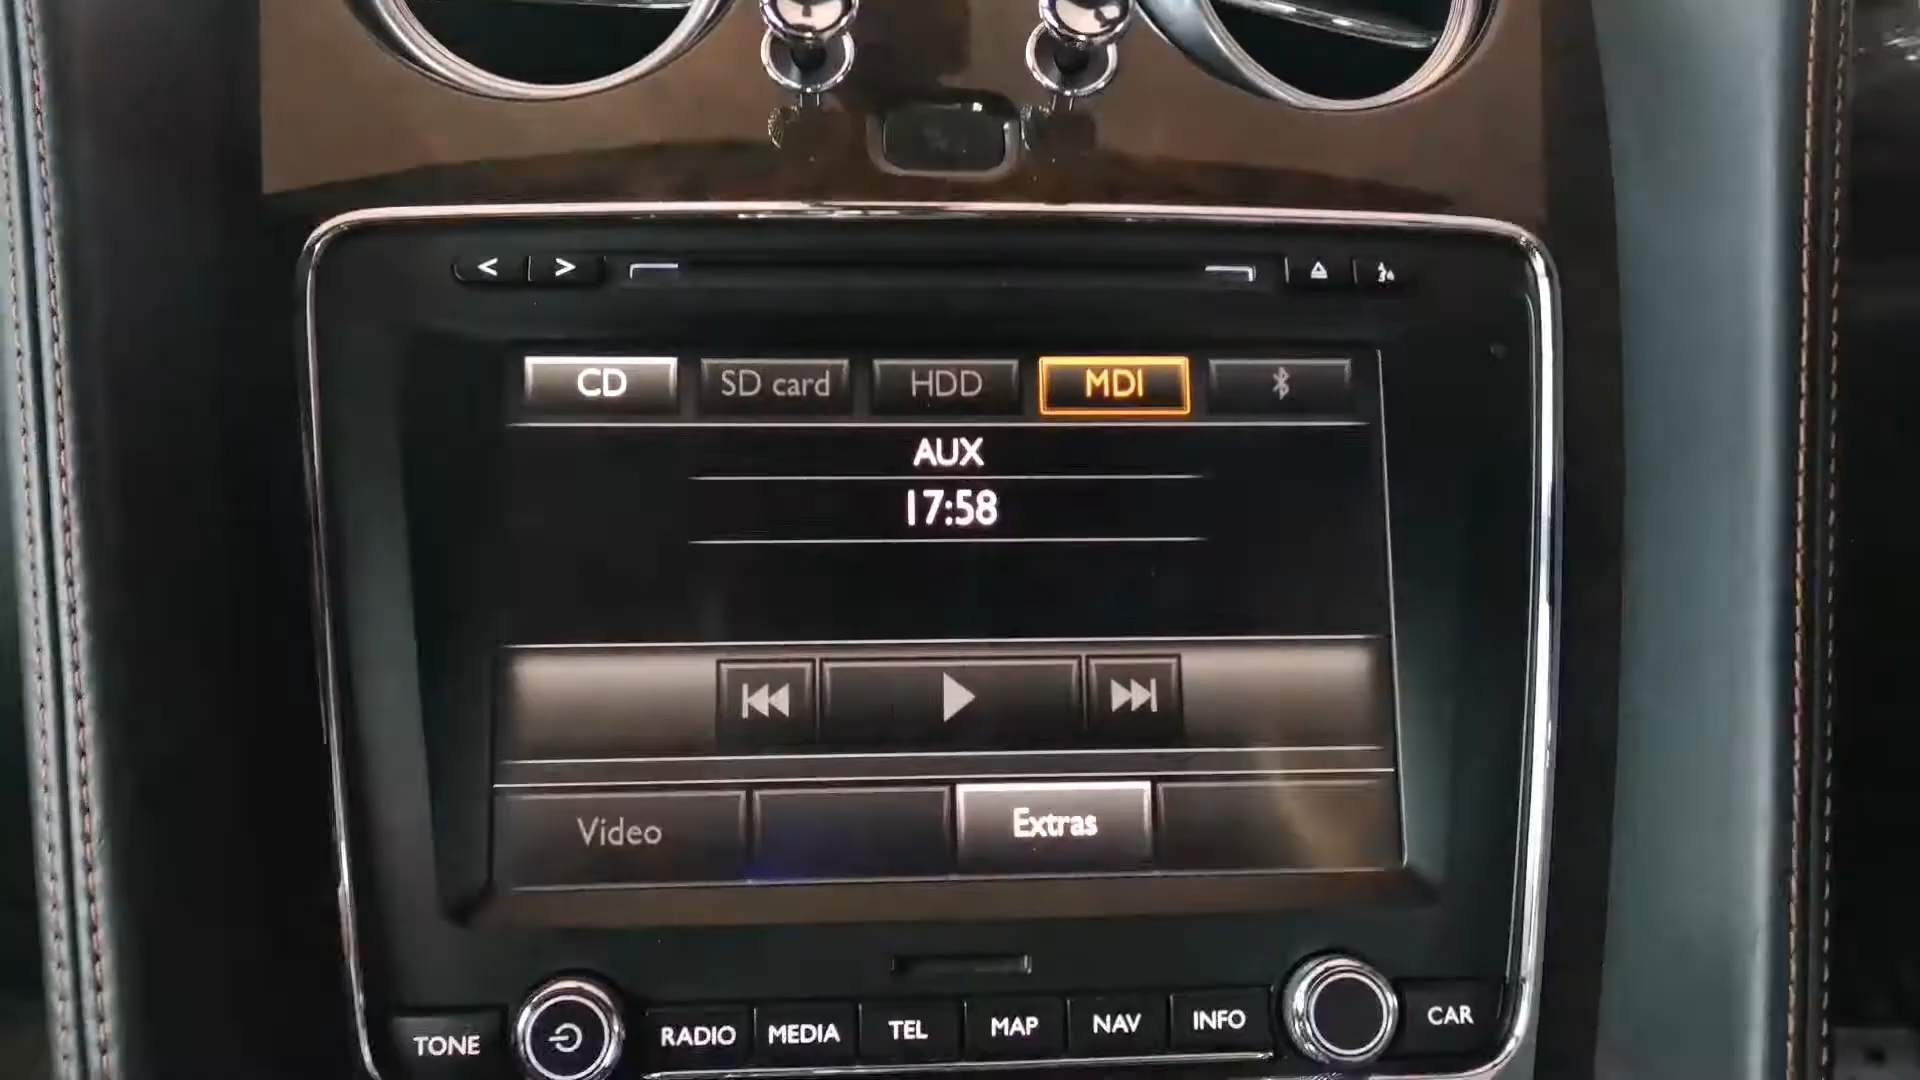 < >
CD SD card HDD MDI
AUX
17:58
Video Extras
TONE RADIO MEDIA TEL MAP NAV INFO CAR